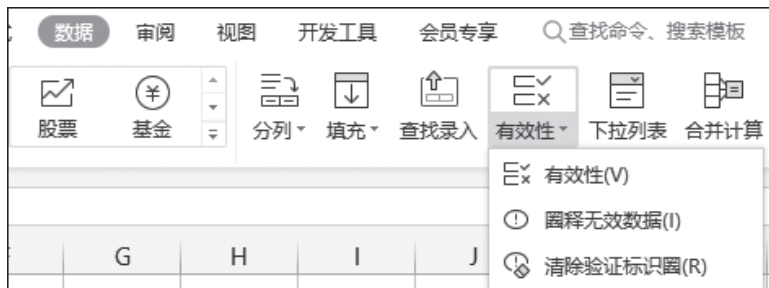 数据 审阅 视图 开发工具 会员专享 查找命令、搜索模板
股票 基金 分列 填充 查找录入 有效性 下拉列表 合并计算
有效性(V)
圈释无效数据(I)
G H I J
清除验证标识圈(R)